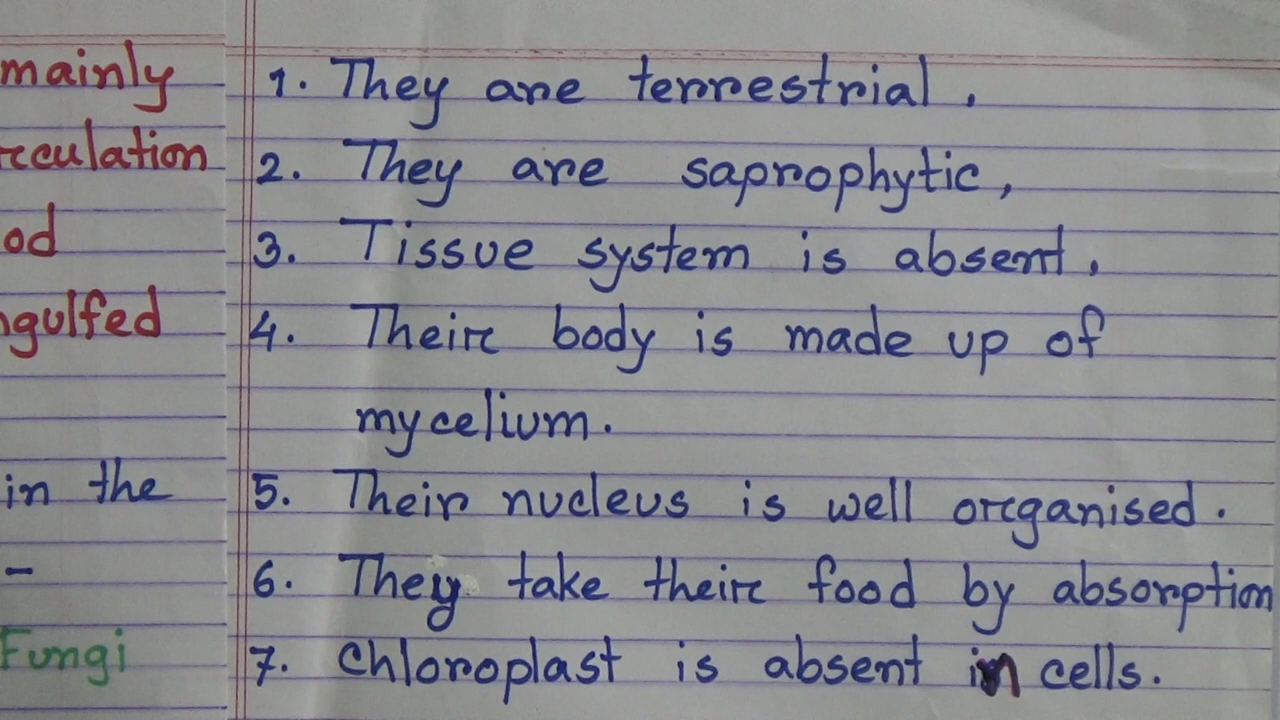 mainly
rculation
od
ngulfed
in the
-
Fungi
1. They are terrestrial.
2. They are saprophytic,
3. Tissue system is absent.
4. Their body is made up of
mycelium.
5. Their nucleus is well organised.
6. They take their food by absorption
7. Chloroplast is absent in cells.